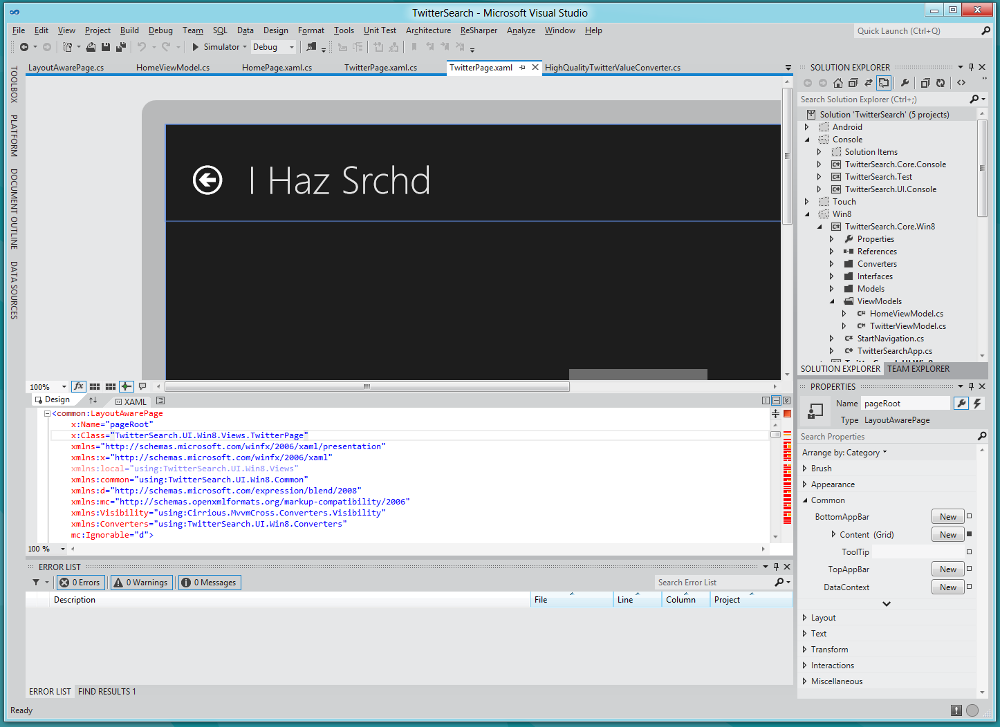 TwitterSearch - Microsoft Visual Studio
File Edit View Project Build Debug Team SQL Data Design Format Tools Unit Test Architecture ReSharper Analyze Window Help
Quick Launch (Ctrl+Q)
Simulator Debug
LayoutAwarePage.cs HomeViewModel.cs HomePage.xaml.cs TwitterPage.xaml.cs TwitterPage.xaml HighQualityTwitterValueConverter.cs
TOOLBOX
PLATFORM
DOCUMENT OUTLINE
DATA SOURCES
I Haz Srchd
100% fx
Design XAML
<common:LayoutAwarePage
x:Name="pageRoot"
x:Class="TwitterSearch.UI.Win8.Views.TwitterPage"
xmlns="http://schemas.microsoft.com/winfx/2006/xaml/presentation"
xmlns:x="http://schemas.microsoft.com/winfx/2006/xaml"
xmlns:local="using:TwitterSearch.UI.Win8.Views"
xmlns:common="using:TwitterSearch.UI.Win8.Common"
xmlns:d="http://schemas.microsoft.com/expression/blend/2008"
xmlns:mc="http://schemas.openxmlformats.org/markup-compatibility/2006"
xmlns:Visibility="using:Cirrious.MvvmCross.Converters.Visibility"
xmlns:Converters="using:TwitterSearch.UI.Win8.Converters"
mc:Ignorable="d">
100 %
ERROR LIST
0 Errors 0 Warnings 0 Messages
Search Error List
Description File Line Column Project
ERROR LIST FIND RESULTS 1
Ready
SOLUTION EXPLORER
Search Solution Explorer (Ctrl+;)
Solution 'TwitterSearch' (5 projects)
Android
Console
Solution Items
C# TwitterSearch.Core.Console
C# TwitterSearch.Test
C# TwitterSearch.UI.Console
Touch
Win8
C# TwitterSearch.Core.Win8
Properties
References
Converters
Interfaces
Models
ViewModels
C# HomeViewModel.cs
C# TwitterViewModel.cs
C# StartNavigation.cs
C# TwitterSearchApp.cs
SOLUTION EXPLORER TEAM EXPLORER
PROPERTIES
Name pageRoot
Type LayoutAwarePage
Search Properties
Arrange by: Category
Brush
Appearance
Common
BottomAppBar New
Content (Grid) New
ToolTip
TopAppBar New
DataContext New
Layout
Text
Transform
Interactions
Miscellaneous